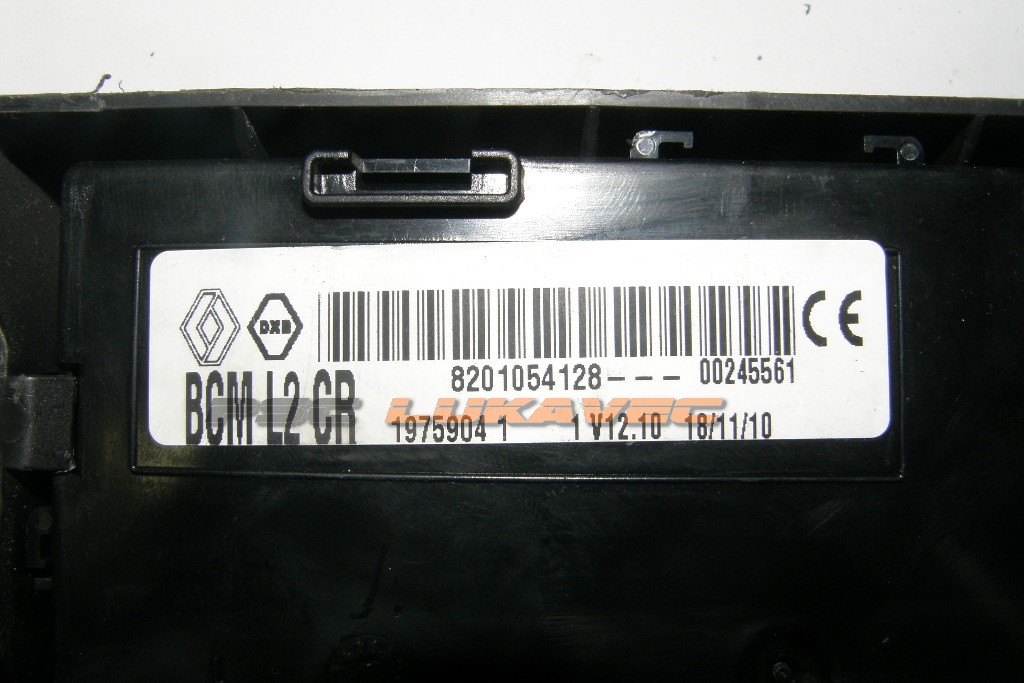 DXB
CE
8201054128--- 00245561
BCM L2 CR
LUKAVEC
1975904 1 1 V12.10 18/11/10